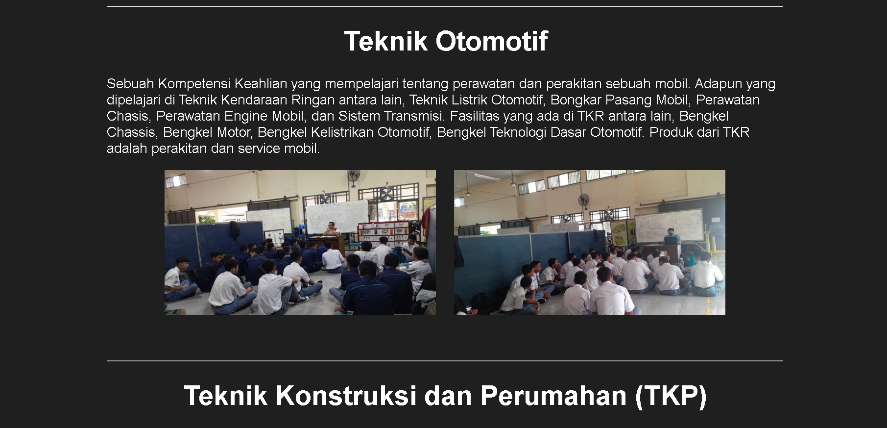 Teknik Otomotif
Sebuah Kompetensi Keahlian yang mempelajari tentang perawatan dan perakitan sebuah mobil. Adapun yang
dipelajari di Teknik Kendaraan Ringan antara lain, Teknik Listrik Otomotif, Bongkar Pasang Mobil, Perawatan
Chasis, Perawatan Engine Mobil, dan Sistem Transmisi. Fasilitas yang ada di TKR antara lain, Bengkel
Chassis, Bengkel Motor, Bengkel Kelistrikan Otomotif, Bengkel Teknologi Dasar Otomotif. Produk dari TKR
adalah perakitan dan service mobil.
Teknik Konstruksi dan Perumahan (TKP)